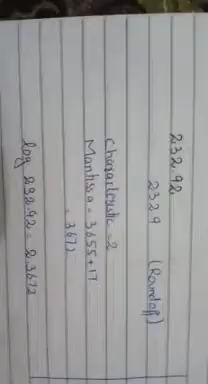 232.92
232.9 (Roundoff)
Characteristic = 2
Mantissa = 3655+17
= 3672
log 232.92 = 2.3672